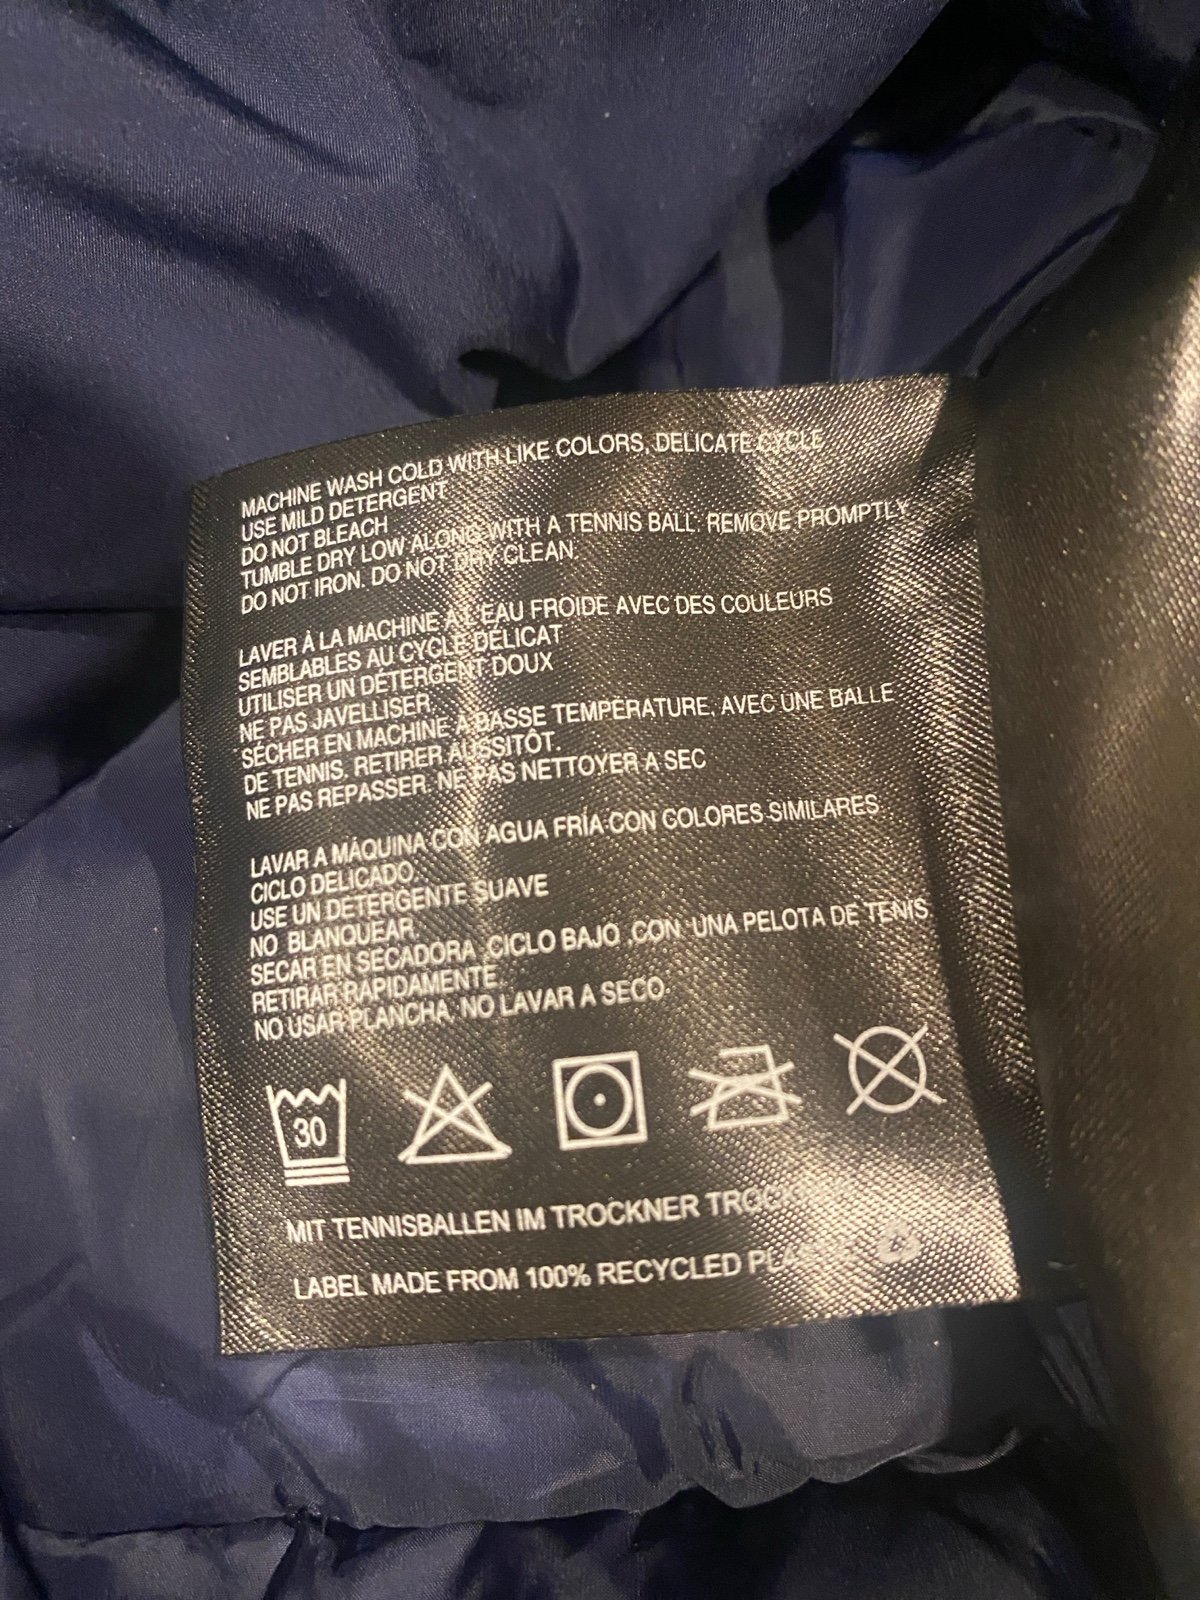 MACHINE WASH COLD WITH LIKE COLORS, DELICATE CYCLE
USE MILD DETERGENT
DO NOT BLEACH
TUMBLE DRY LOW ALONG WITH A TENNIS BALL. REMOVE PROMPTLY
DO NOT IRON. DO NOT DRY CLEAN.
LAVER À LA MACHINE À L'EAU FROIDE AVEC DES COULEURS
SEMBLABLES AU CYCLE DÉLICAT
UTILISER UN DÉTERGENT DOUX
NE PAS JAVELLISER.
SÉCHER EN MACHINE À BASSE TEMPÉRATURE, AVEC UNE BALLE
DE TENNIS. RETIRER AUSSITÔT.
NE PAS REPASSER. NE PAS NETTOYER A SEC
LAVAR A MÁQUINA CON AGUA FRÍA CON COLORES SIMILARES
CICLO DELICADO.
USE UN DETERGENTE SUAVE
NO BLANQUEAR.
SECAR EN SECADORA ,CICLO BAJO ,CON UNA PELOTA DE TENIS
RETIRAR RAPIDAMENTE.
NO USAR PLANCHA. NO LAVAR A SECO
30
MIT TENNISBALLEN IM TROCKNER
LABEL MADE FROM 100% RECYCLED